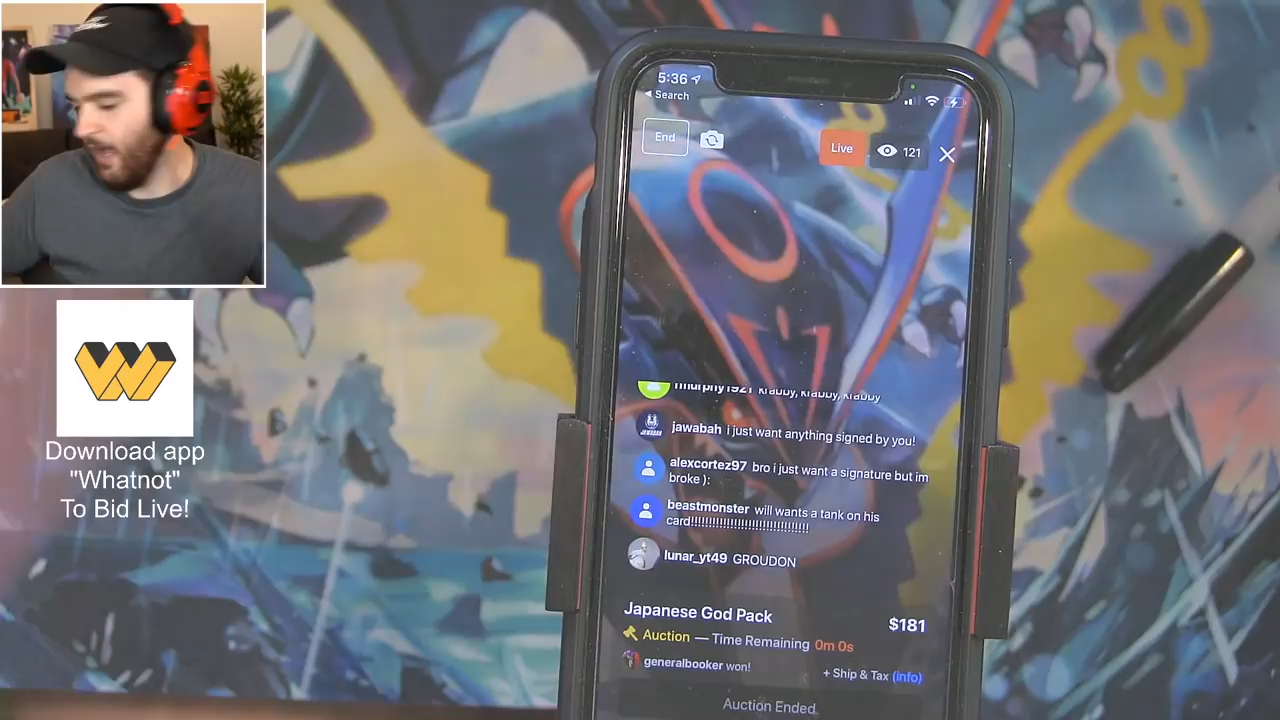 5:36
Search
End
Live
121
rmurphy1921 krabby, krabby, krabby
jawabah i just want anything signed by you!
alexcortez97 bro i just want a signature but im
broke ):
beastmonster will wants a tank on his
card!!!!!!!!!!!!!!!!!!!!!!!!!!!!!!!!
lunar_yt49 GROUDON
Japanese God Pack
$181
Auction — Time Remaining 0m 0s
generalbooker won!
+ Ship & Tax (info)
Auction Ended
Download app
"Whatnot"
To Bid Live!